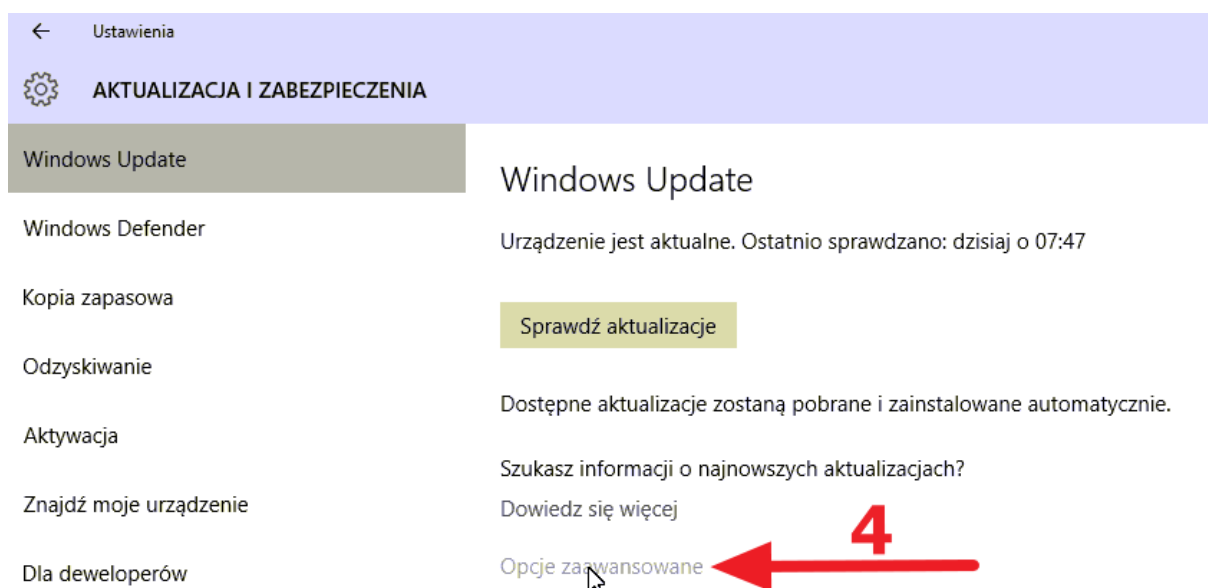 Ustawienia
AKTUALIZACJA I ZABEZPIECZENIA
Windows Update
Windows Defender
Kopia zapasowa
Odzyskiwanie
Aktywacja
Znajdź moje urządzenie
Dla deweloperów
Windows Update
Urządzenie jest aktualne. Ostatnio sprawdzano: dzisiaj o 07:47
Sprawdź aktualizacje
Dostępne aktualizacje zostaną pobrane i zainstalowane automatycznie.
Szukasz informacji o najnowszych aktualizacjach?
Dowiedz się więcej
Opcje zaawansowane
4